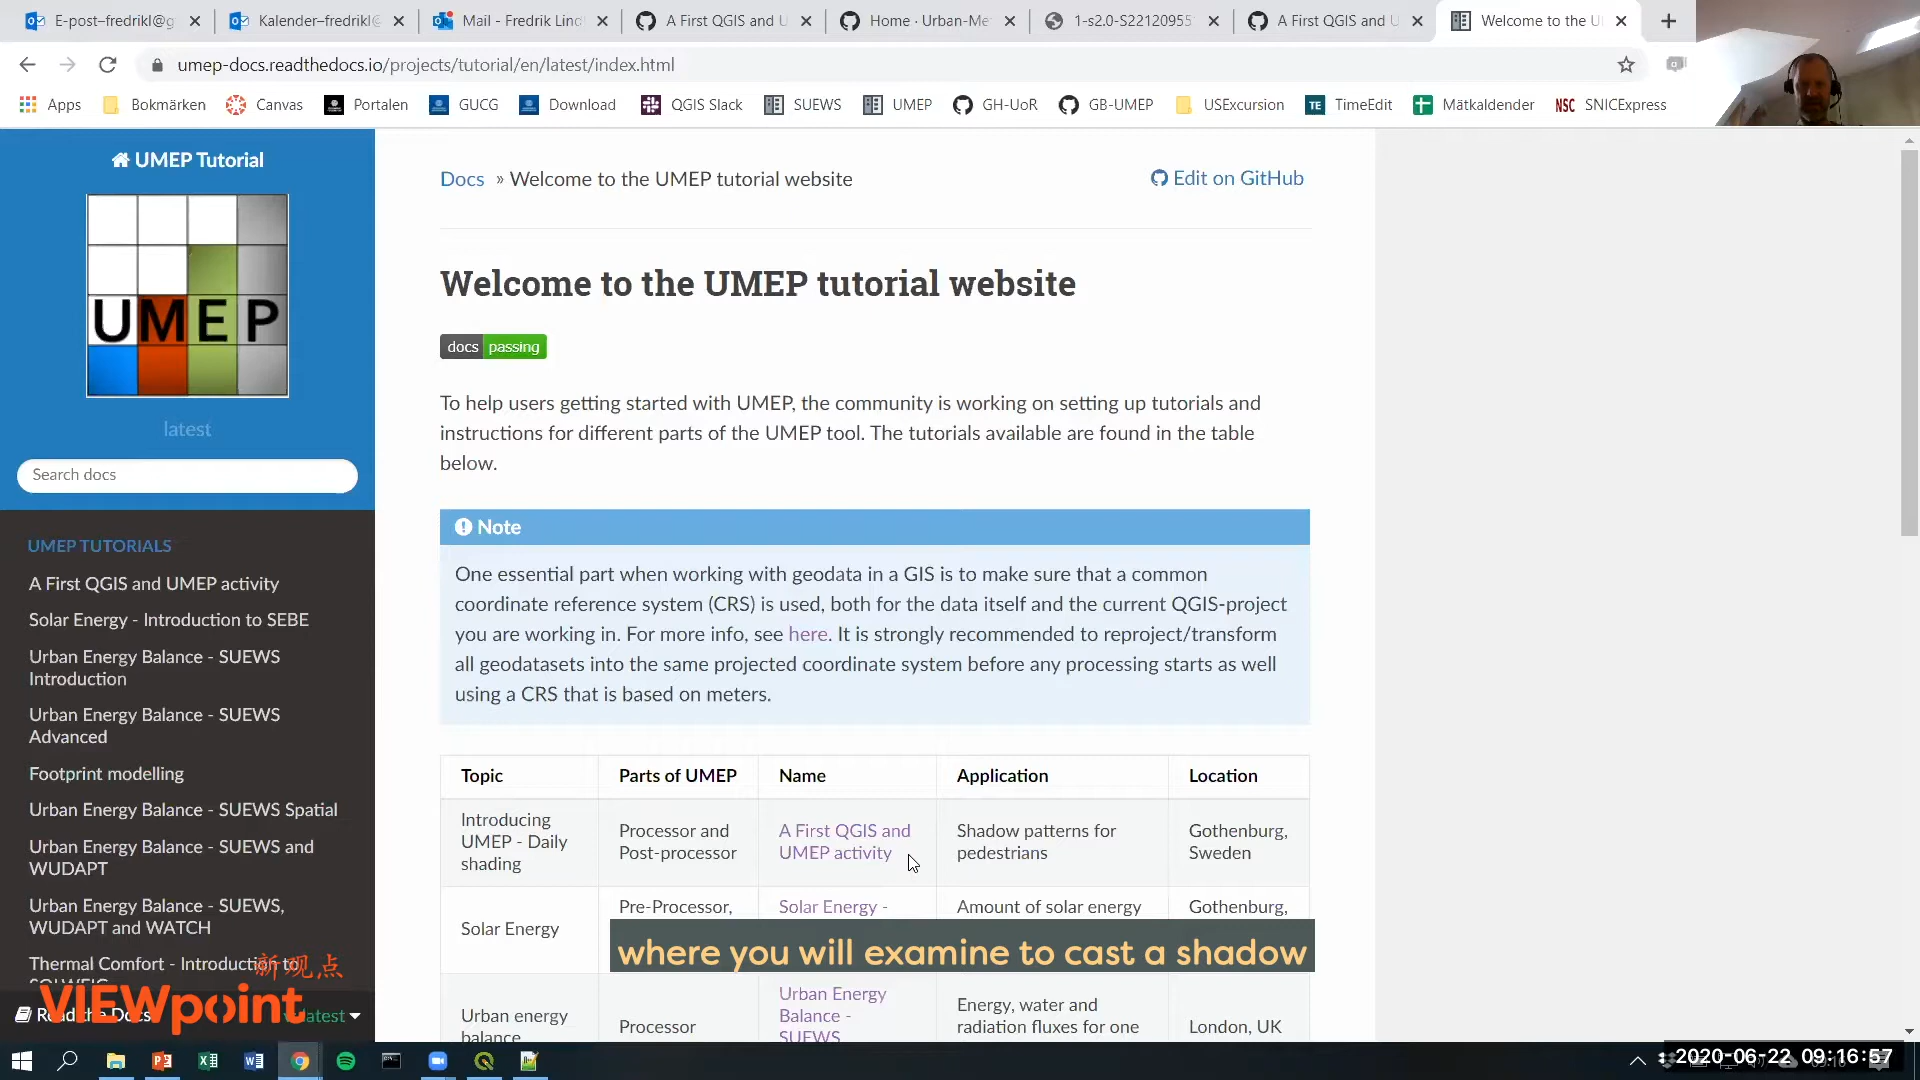 E-post–fredrikl@g
Kalender–fredrikl@
Mail - Fredrik Lind
A First QGIS and U
Home · Urban-Me
1-s2.0-S22120955
A First QGIS and U
Welcome to the U
umep-docs.readthedocs.io/projects/tutorial/en/latest/index.html
Apps
Bokmärken
Canvas
Portalen
GUCG
Download
QGIS Slack
SUEWS
UMEP
GH-UoR
GB-UMEP
USExcursion
TE TimeEdit
Mätkalender
NSC SNICExpress
UMEP Tutorial
UMEP
latest
Search docs
UMEP TUTORIALS
A First QGIS and UMEP activity
Solar Energy - Introduction to SEBE
Urban Energy Balance - SUEWS
Introduction
Urban Energy Balance - SUEWS
Advanced
Footprint modelling
Urban Energy Balance - SUEWS Spatial
Urban Energy Balance - SUEWS and
WUDAPT
Urban Energy Balance - SUEWS,
WUDAPT and WATCH
Thermal Comfort - Introduction to
Read the Docs
latest
新观点
VIEWpoint
Docs » Welcome to the UMEP tutorial website
Edit on GitHub
Welcome to the UMEP tutorial website
docs passing
To help users getting started with UMEP, the community is working on setting up tutorials and
instructions for different parts of the UMEP tool. The tutorials available are found in the table
below.
Note
One essential part when working with geodata in a GIS is to make sure that a common
coordinate reference system (CRS) is used, both for the data itself and the current QGIS-project
you are working in. For more info, see here. It is strongly recommended to reproject/transform
all geodatasets into the same projected coordinate system before any processing starts as well
using a CRS that is based on meters.
Topic Parts of UMEP Name Application Location
Introducing
UMEP - Daily
shading
Processor and
Post-processor
A First QGIS and
UMEP activity
Shadow patterns for
pedestrians
Gothenburg,
Sweden
Solar Energy
Pre-Processor,
Solar Energy -
Amount of solar energy
Gothenburg,
where you will examine to cast a shadow
Urban energy
balance
Processor
Urban Energy
Balance -
SUEWS
Energy, water and
radiation fluxes for one
London, UK
2020-06-22 09:16:57